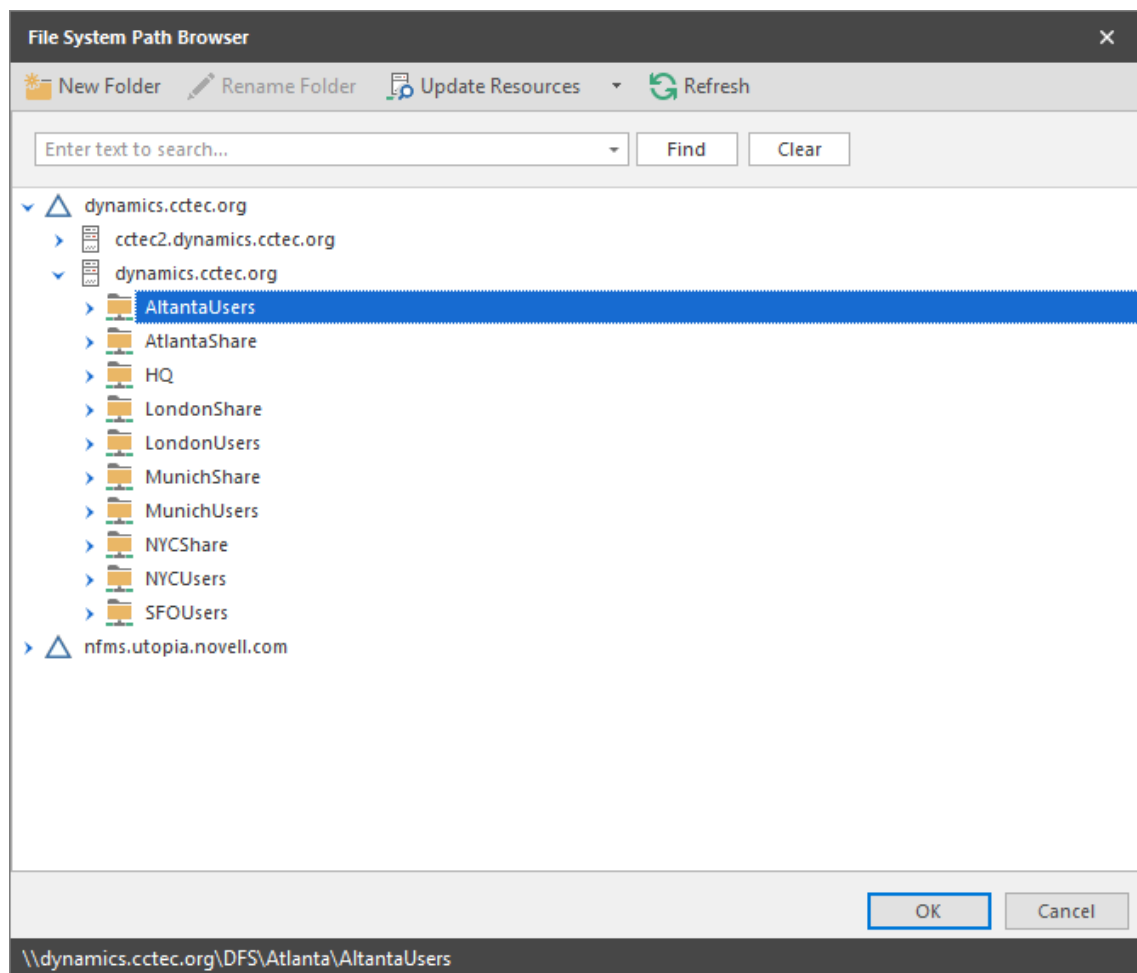 File System Path Browser
New Folder Rename Folder Update Resources Refresh
Enter text to search... Find Clear
dynamics.cctec.org
cctec2.dynamics.cctec.org
dynamics.cctec.org
AltantaUsers
AtlantaShare
HQ
LondonShare
LondonUsers
MunichShare
MunichUsers
NYCShare
NYCUsers
SFOUsers
nfms.utopia.novell.com
OK Cancel
\\dynamics.cctec.org\DFS\Atlanta\AltantaUsers